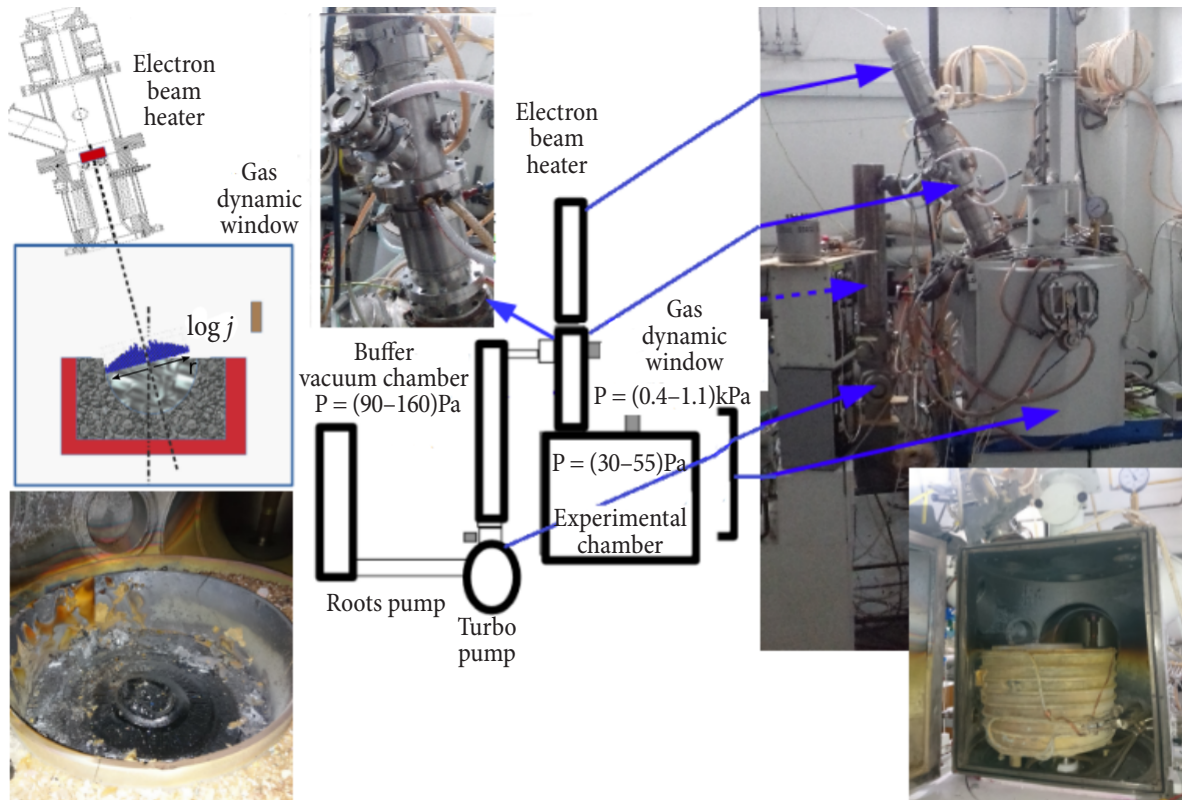 Electron
beam
heater
Gas
dynamic
window
log j
r
Electron
beam
heater
Gas
dynamic
window
P = (0.4–1.1)kPa
Buffer
vacuum chamber
P = (90–160)Pa
P = (30–55)Pa
Experimental
chamber
Roots pump
Turbo
pump